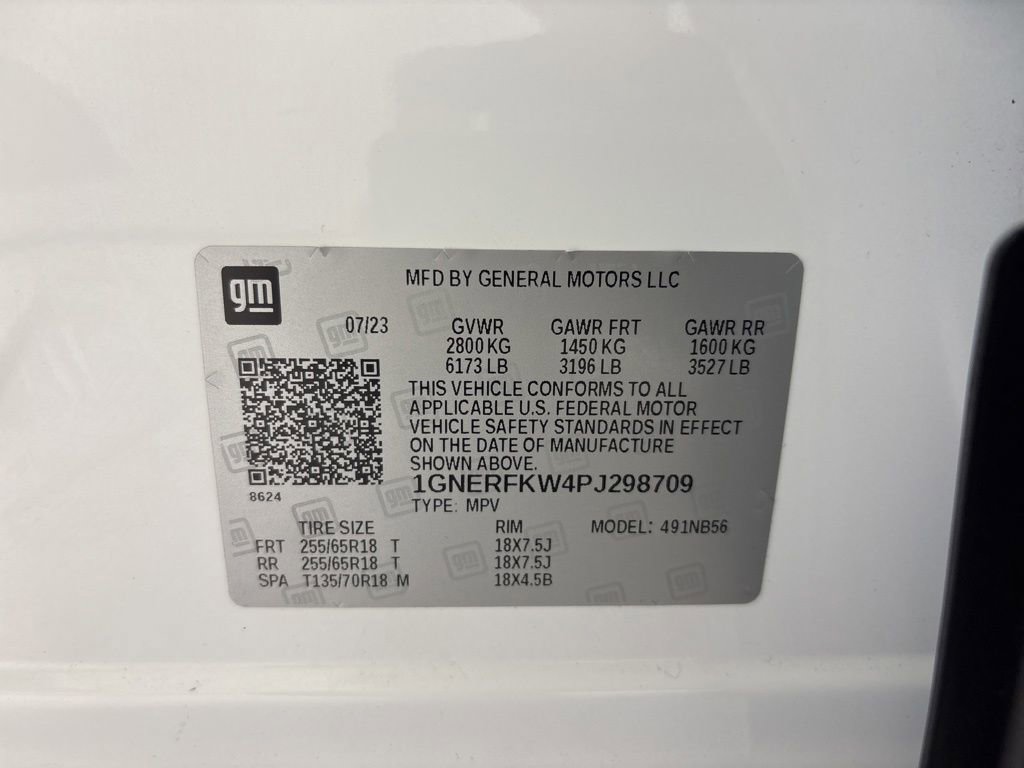 gm
MFD BY GENERAL MOTORS LLC
07/23 GVWR GAWR FRT GAWR RR
2800 KG 1450 KG 1600 KG
6173 LB 3196 LB 3527 LB
THIS VEHICLE CONFORMS TO ALL
APPLICABLE U.S. FEDERAL MOTOR
VEHICLE SAFETY STANDARDS IN EFFECT
ON THE DATE OF MANUFACTURE
SHOWN ABOVE.
8624
1GNERFKW4PJ298709
TYPE: MPV
TIRE SIZE RIM MODEL: 491NB56
FRT 255/65R18 T 18X7.5J
RR 255/65R18 T 18X7.5J
SPA T135/70R18 M 18X4.5B